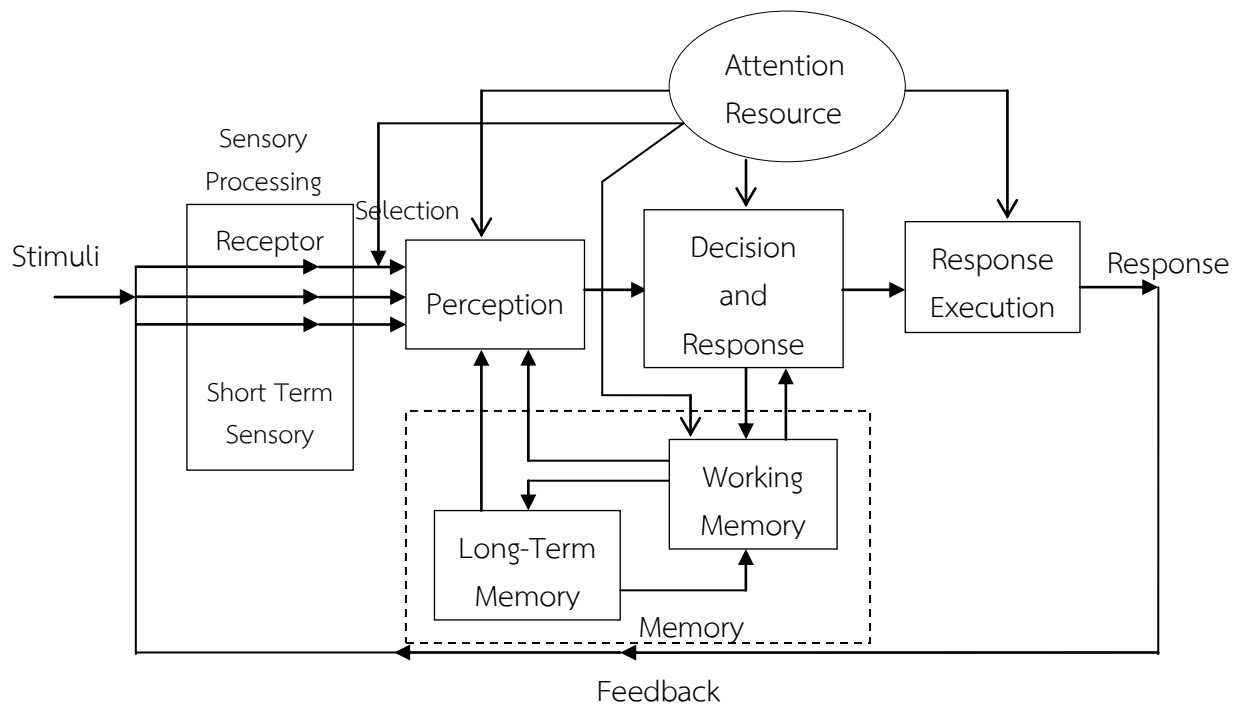 Attention
Resource
Sensory
Processing
Selection
Stimuli
Receptor
Short Term
Sensory
Perception
Decision
and
Response
Response
Execution
Response
Working
Memory
Long-Term
Memory
Memory
Feedback